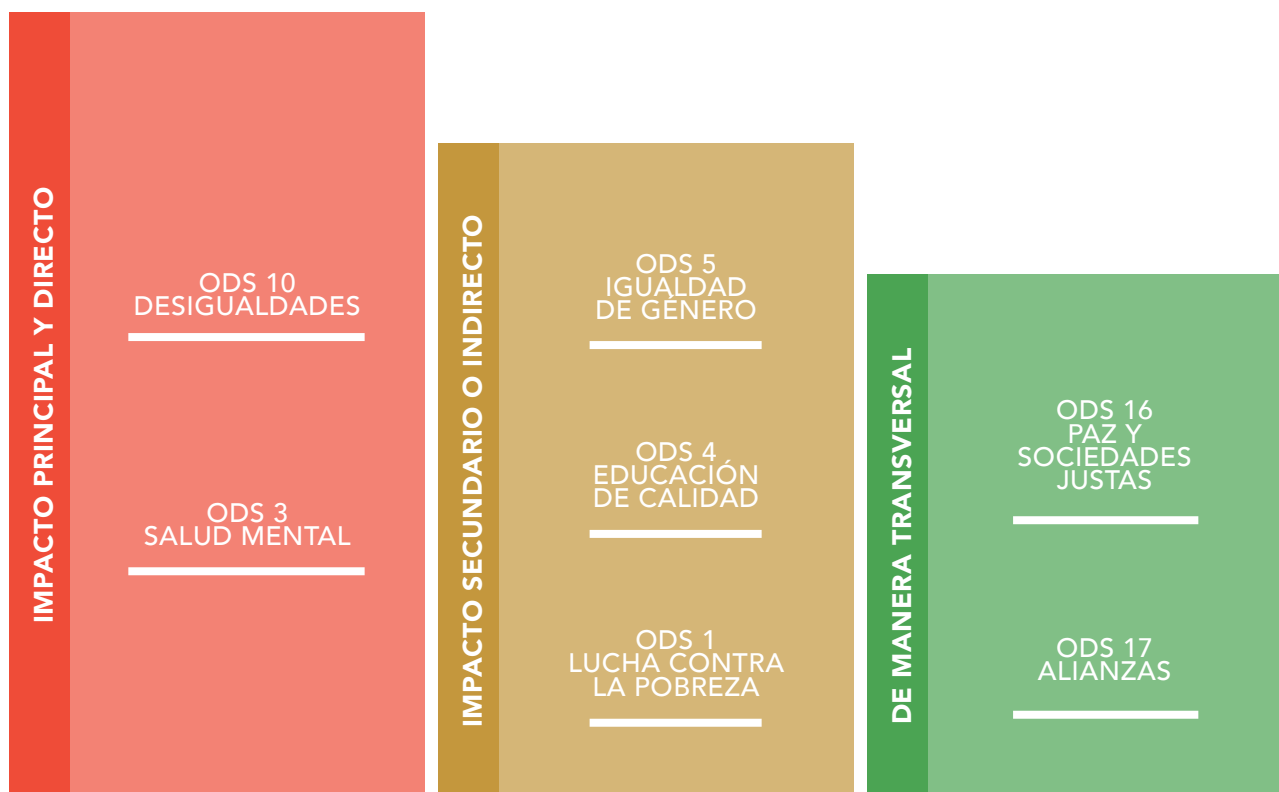 IMPACTO PRINCIPAL Y DIRECTO
ODS 10
DESIGUALDADES
ODS 3
SALUD MENTAL
IMPACTO SECUNDARIO O INDIRECTO
ODS 5
IGUALDAD
DE GÉNERO
ODS 4
EDUCACIÓN
DE CALIDAD
ODS 1
LUCHA CONTRA
LA POBREZA
DE MANERA TRANSVERSAL
ODS 16
PAZ Y
SOCIEDADES
JUSTAS
ODS 17
ALIANZAS